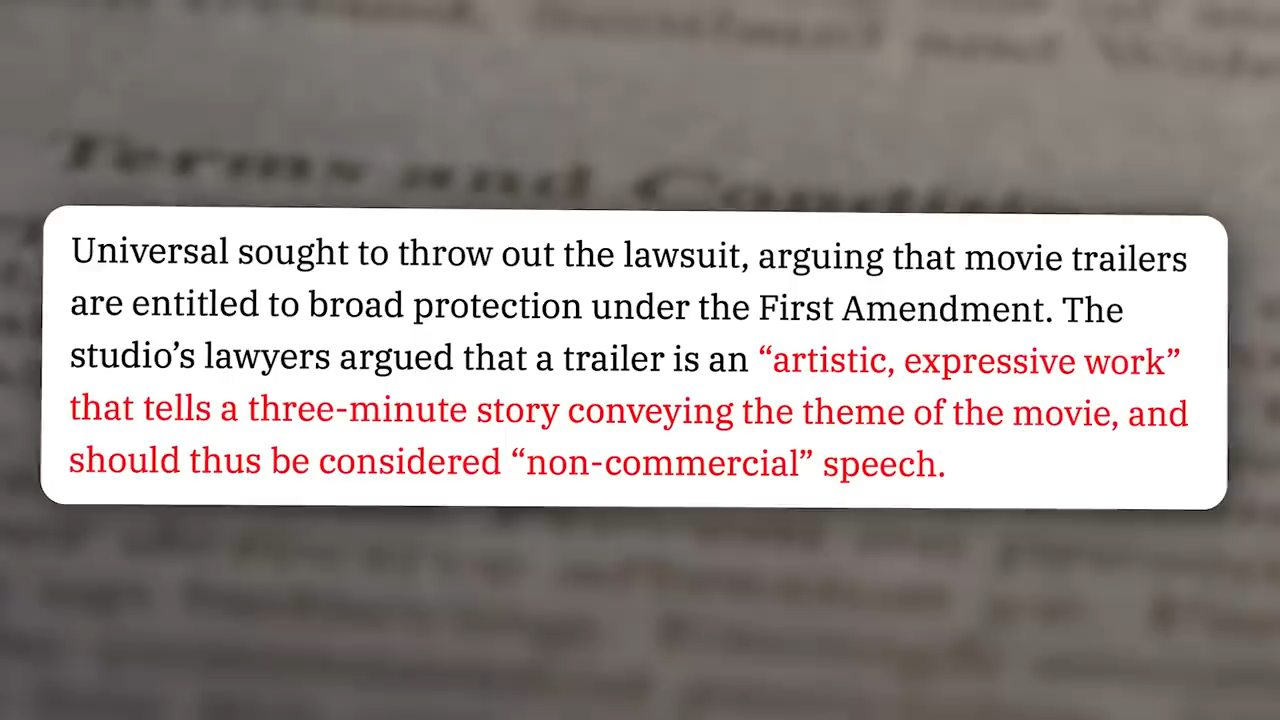 Terms and
Universal sought to throw out the lawsuit, arguing that movie trailers
are entitled to broad protection under the First Amendment. The
studio’s lawyers argued that a trailer is an “artistic, expressive work”
that tells a three-minute story conveying the theme of the movie, and
should thus be considered “non-commercial” speech.